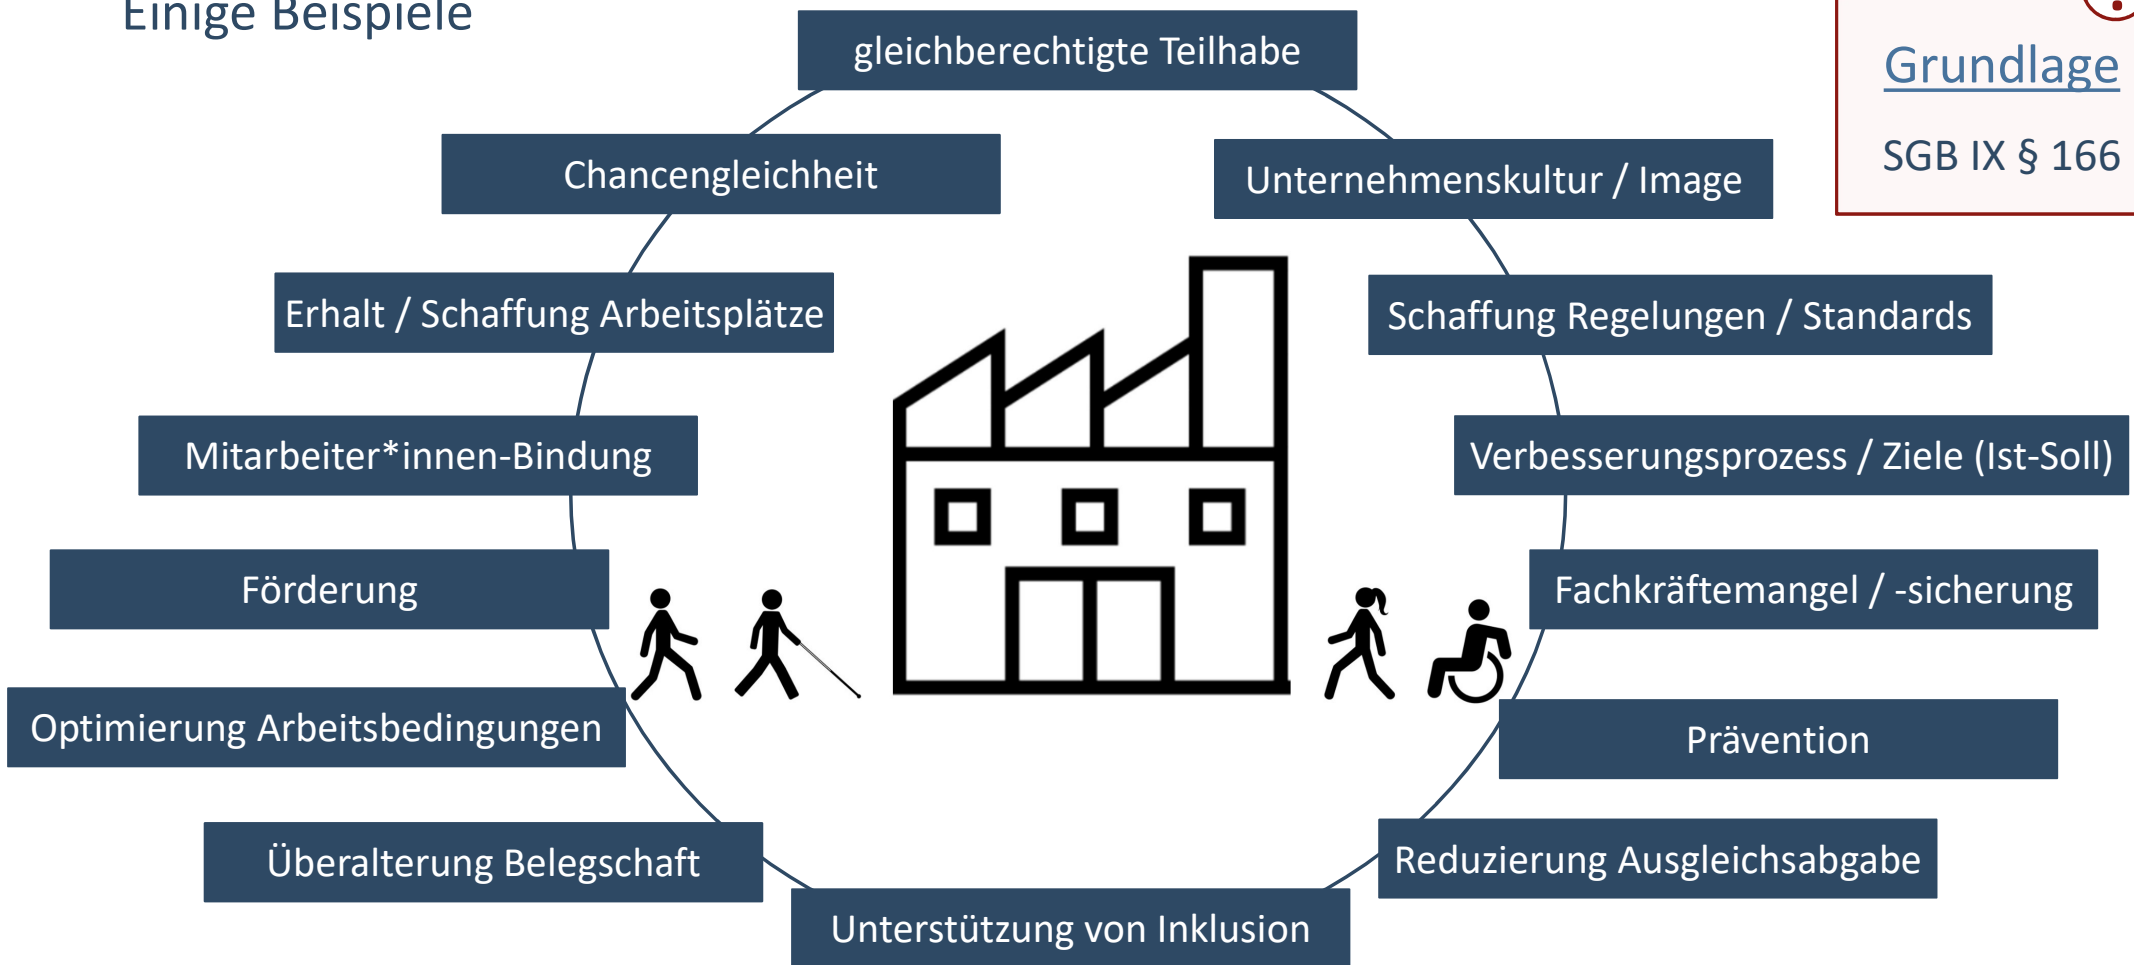 Einige Beispiele
gleichberechtigte Teilhabe
Grundlage
SGB IX § 166
Chancengleichheit
Unternehmenskultur / Image
Erhalt / Schaffung Arbeitsplätze
Schaffung Regelungen / Standards
Mitarbeiter*innen-Bindung
Verbesserungsprozess / Ziele (Ist-Soll)
Förderung
Fachkräftemangel / -sicherung
Optimierung Arbeitsbedingungen
Prävention
Überalterung Belegschaft
Reduzierung Ausgleichsabgabe
Unterstützung von Inklusion